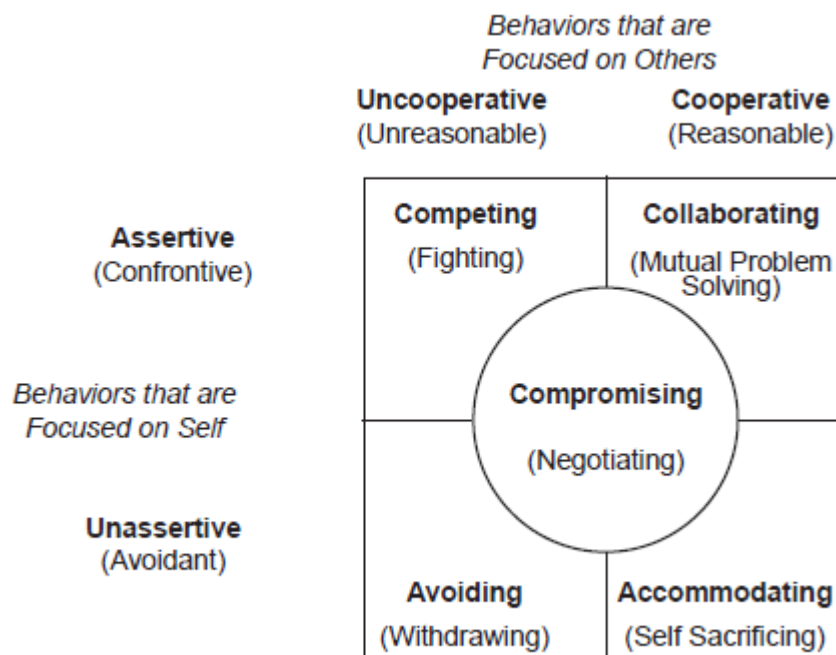 Behaviors that are
Focused on Others
Uncooperative
(Unreasonable)
Cooperative
(Reasonable)
Assertive
(Confrontive)
Competing
(Fighting)
Collaborating
(Mutual Problem
Solving)
Behaviors that are
Focused on Self
Compromising
(Negotiating)
Unassertive
(Avoidant)
Avoiding
(Withdrawing)
Accommodating
(Self Sacrificing)